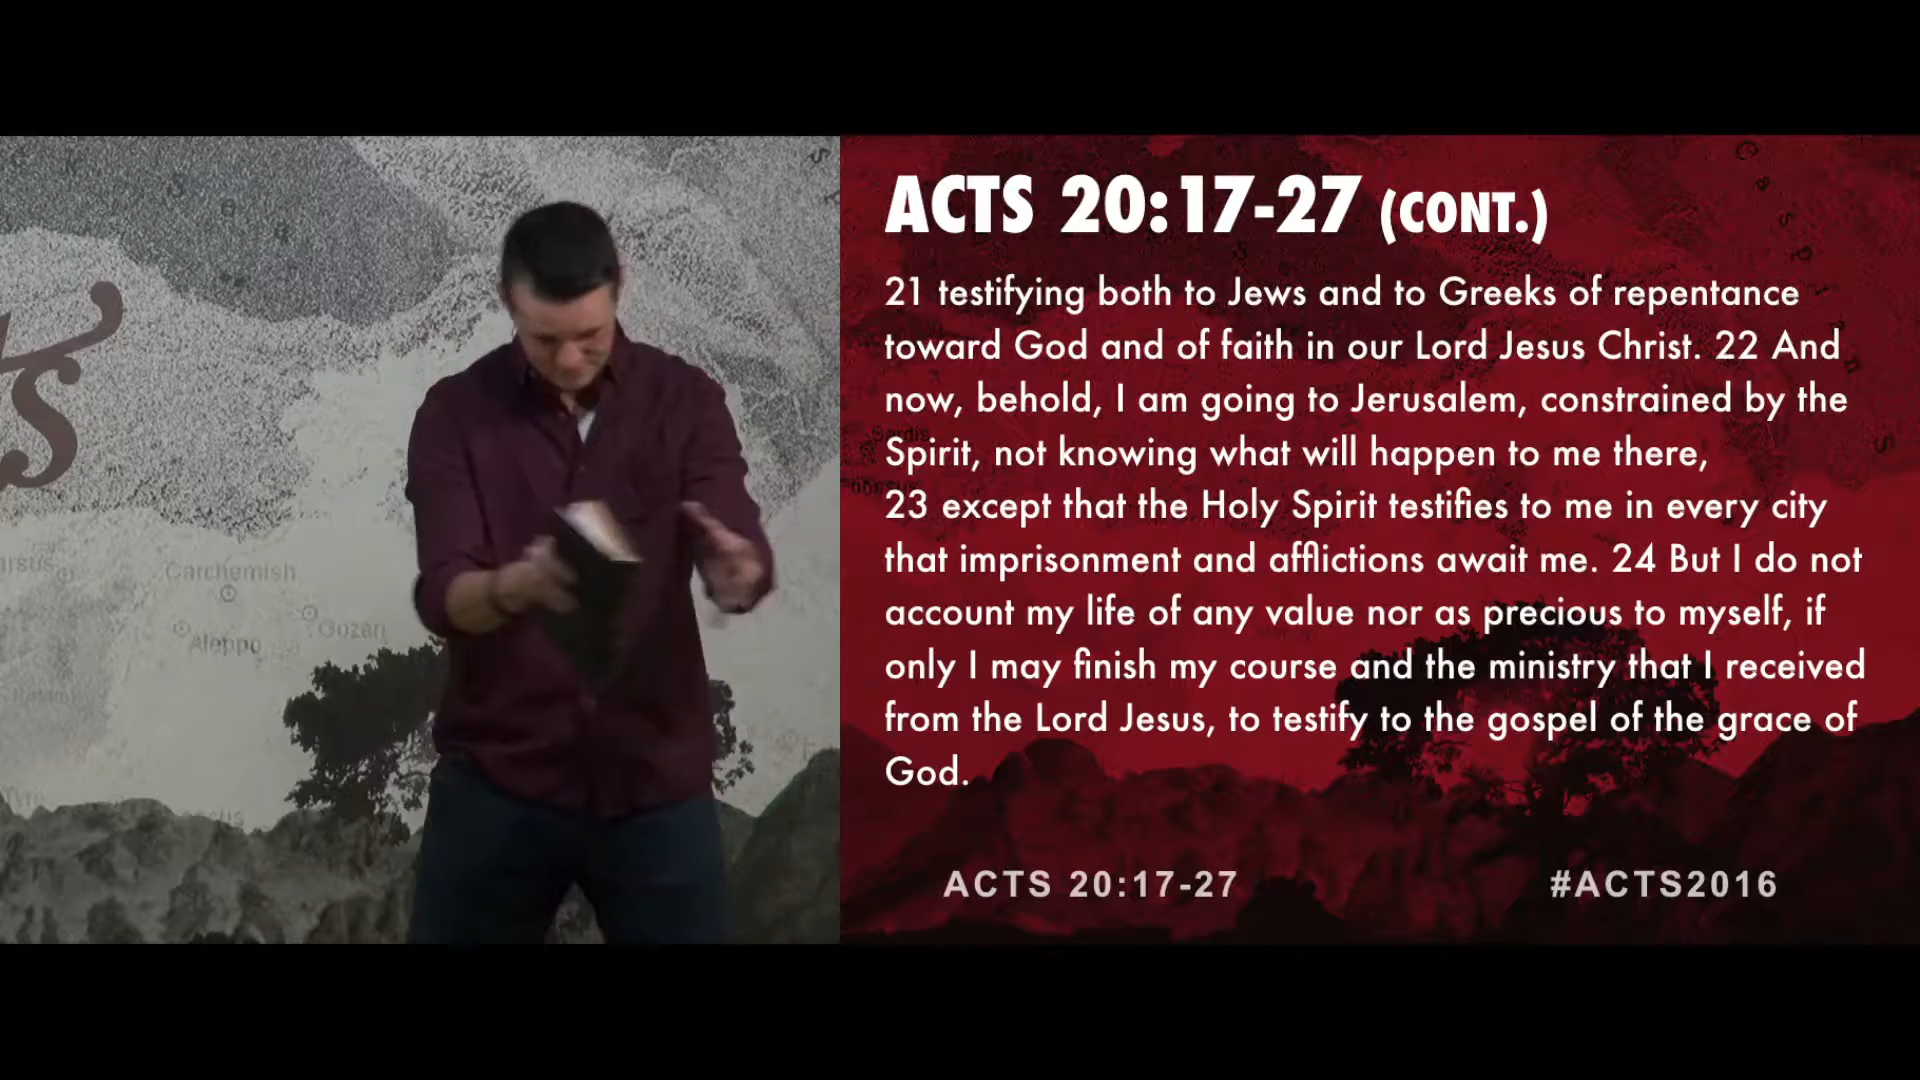 ACTS 20:17-27 (CONT.)
21 testifying both to Jews and to Greeks of repentance
toward God and of faith in our Lord Jesus Christ. 22 And
now, behold, I am going to Jerusalem, constrained by the
Spirit, not knowing what will happen to me there,
23 except that the Holy Spirit testifies to me in every city
that imprisonment and afflictions await me. 24 But I do not
account my life of any value nor as precious to myself, if
only I may finish my course and the ministry that I received
from the Lord Jesus, to testify to the gospel of the grace of
God.
ACTS 20:17-27
#ACTS2016
ts
Carchemish
Gozan
Aleppo
Sardis